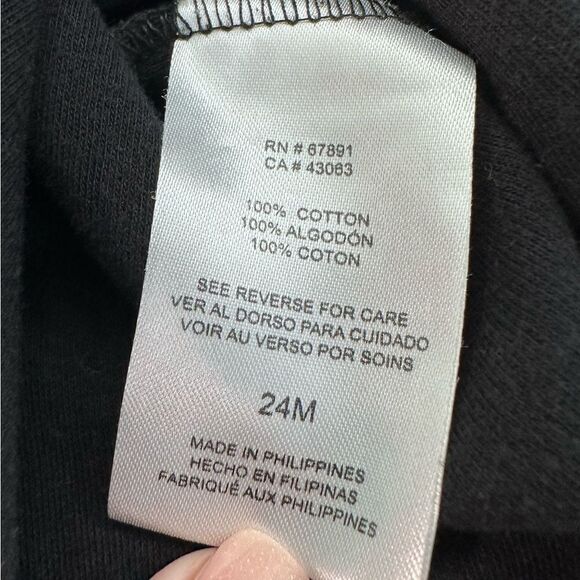 RN # 67891
CA # 43063
100% COTTON
100% ALGODÓN
100% COTON
SEE REVERSE FOR CARE
VER AL DORSO PARA CUIDADO
VOIR AU VERSO POR SOINS
24M
MADE IN PHILIPPINES
HECHO EN FILIPINAS
FABRIQUÉ AUX PHILIPPINES